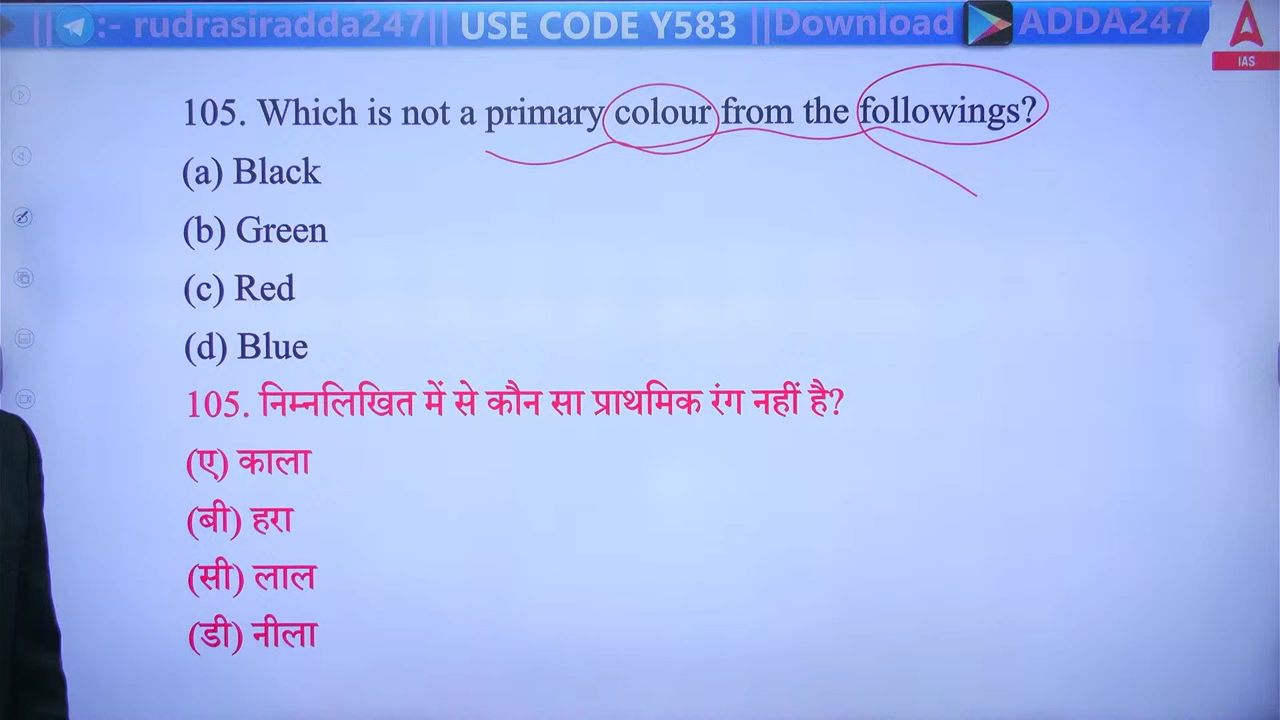 ||:- rudrasiradda247|| USE CODE Y583 ||Download ADDA247
IAS
105. Which is not a primary colour from the followings?
(a) Black
(b) Green
(c) Red
(d) Blue
105. निम्नलिखित में से कौन सा प्राथमिक रंग नहीं है?
(ए) काला
(बी) हरा
(सी) लाल
(डी) नीला